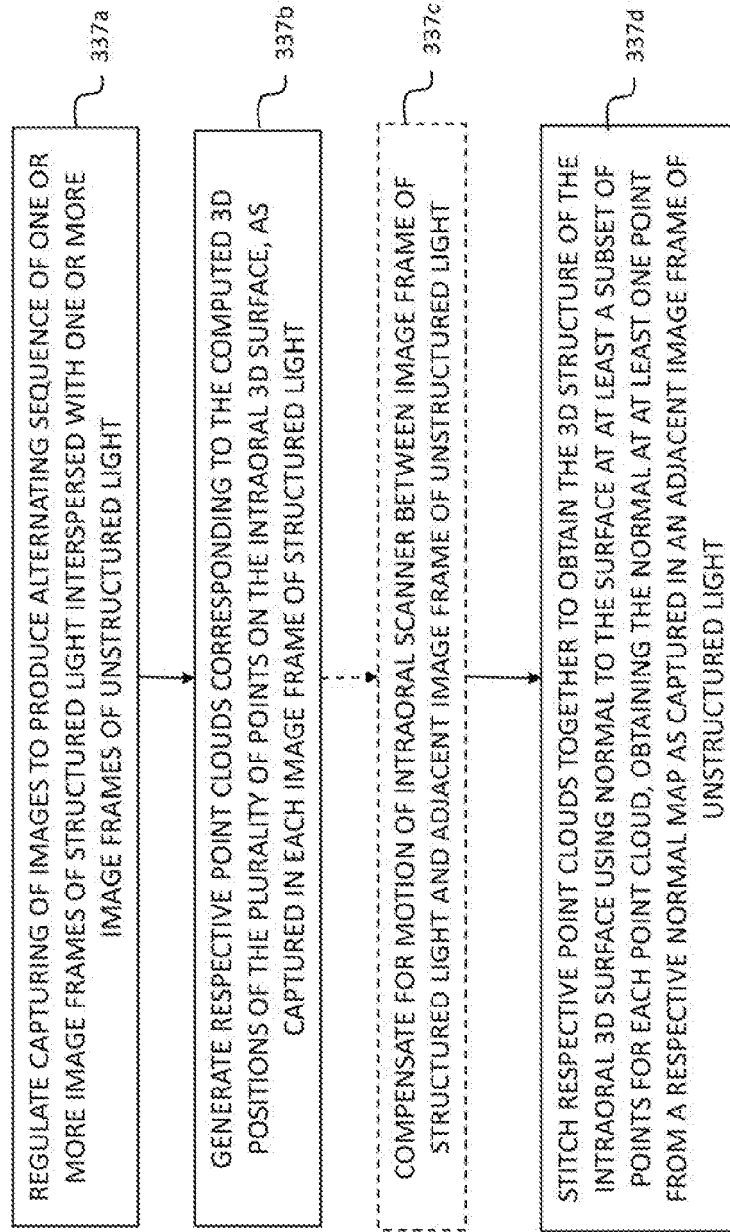 REGULATE CAPTURING OF IMAGES TO PRODUCE ALTERNATING SEQUENCE OF ONE OR
MORE IMAGE FRAMES OF STRUCTURED LIGHT INTERSPERSED WITH ONE OR MORE
IMAGE FRAMES OF UNSTRUCTURED LIGHT
337a
GENERATE RESPECTIVE POINT CLOUDS CORRESPONDING TO THE COMPUTED 3D
POSITIONS OF THE PLURALITY OF POINTS ON THE INTRAORAL 3D SURFACE, AS
CAPTURED IN EACH IMAGE FRAME OF STRUCTURED LIGHT
337b
COMPENSATE FOR MOTION OF INTRAORAL SCANNER BETWEEN IMAGE FRAME OF
STRUCTURED LIGHT AND ADJACENT IMAGE FRAME OF UNSTRUCTURED LIGHT
337c
STITCH RESPECTIVE POINT CLOUDS TOGETHER TO OBTAIN THE 3D STRUCTURE OF THE
INTRAORAL 3D SURFACE USING NORMAL TO THE SURFACE AT AT LEAST A SUBSET OF
POINTS FOR EACH POINT CLOUD, OBTAINING THE NORMAL AT AT LEAST ONE POINT
FROM A RESPECTIVE NORMAL MAP AS CAPTURED IN AN ADJACENT IMAGE FRAME OF
UNSTRUCTURED LIGHT
337d